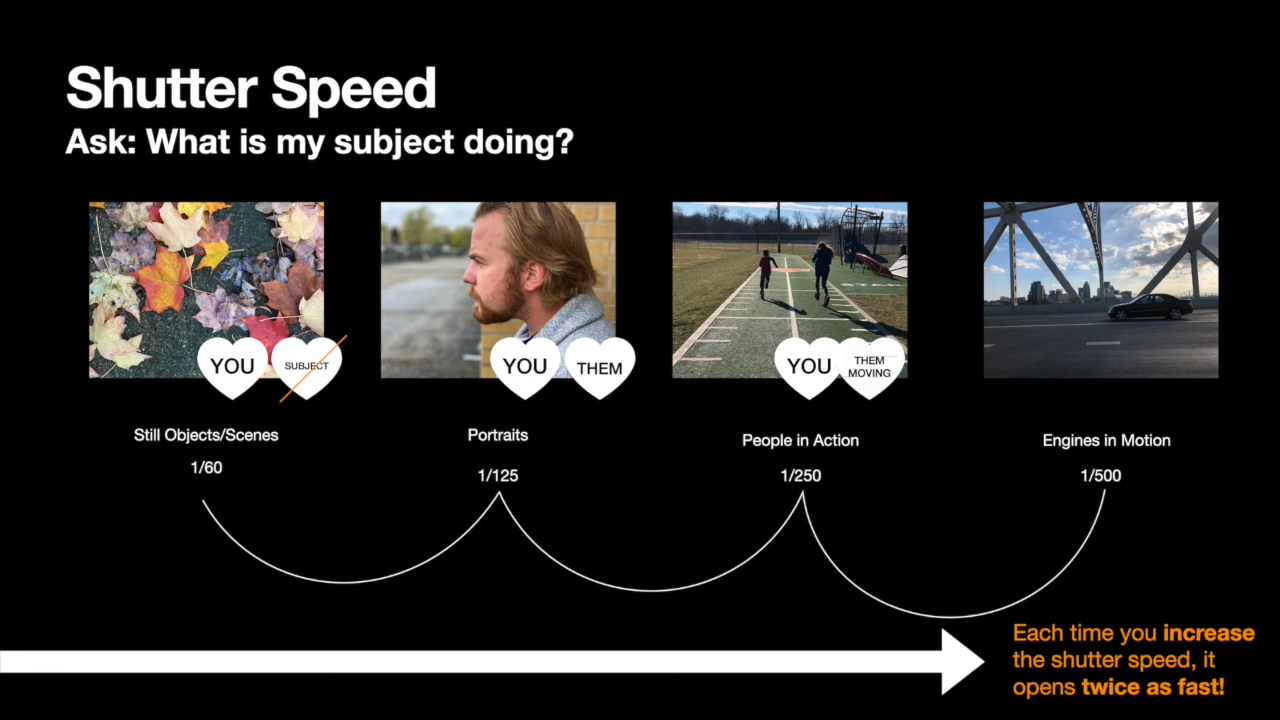 Shutter Speed
Ask: What is my subject doing?
YOU
SUBJECT
YOU
THEM
YOU
THEM
MOVING
Still Objects/Scenes
1/60
Portraits
1/125
People in Action
1/250
Engines in Motion
1/500
Each time you increase
the shutter speed, it
opens twice as fast!